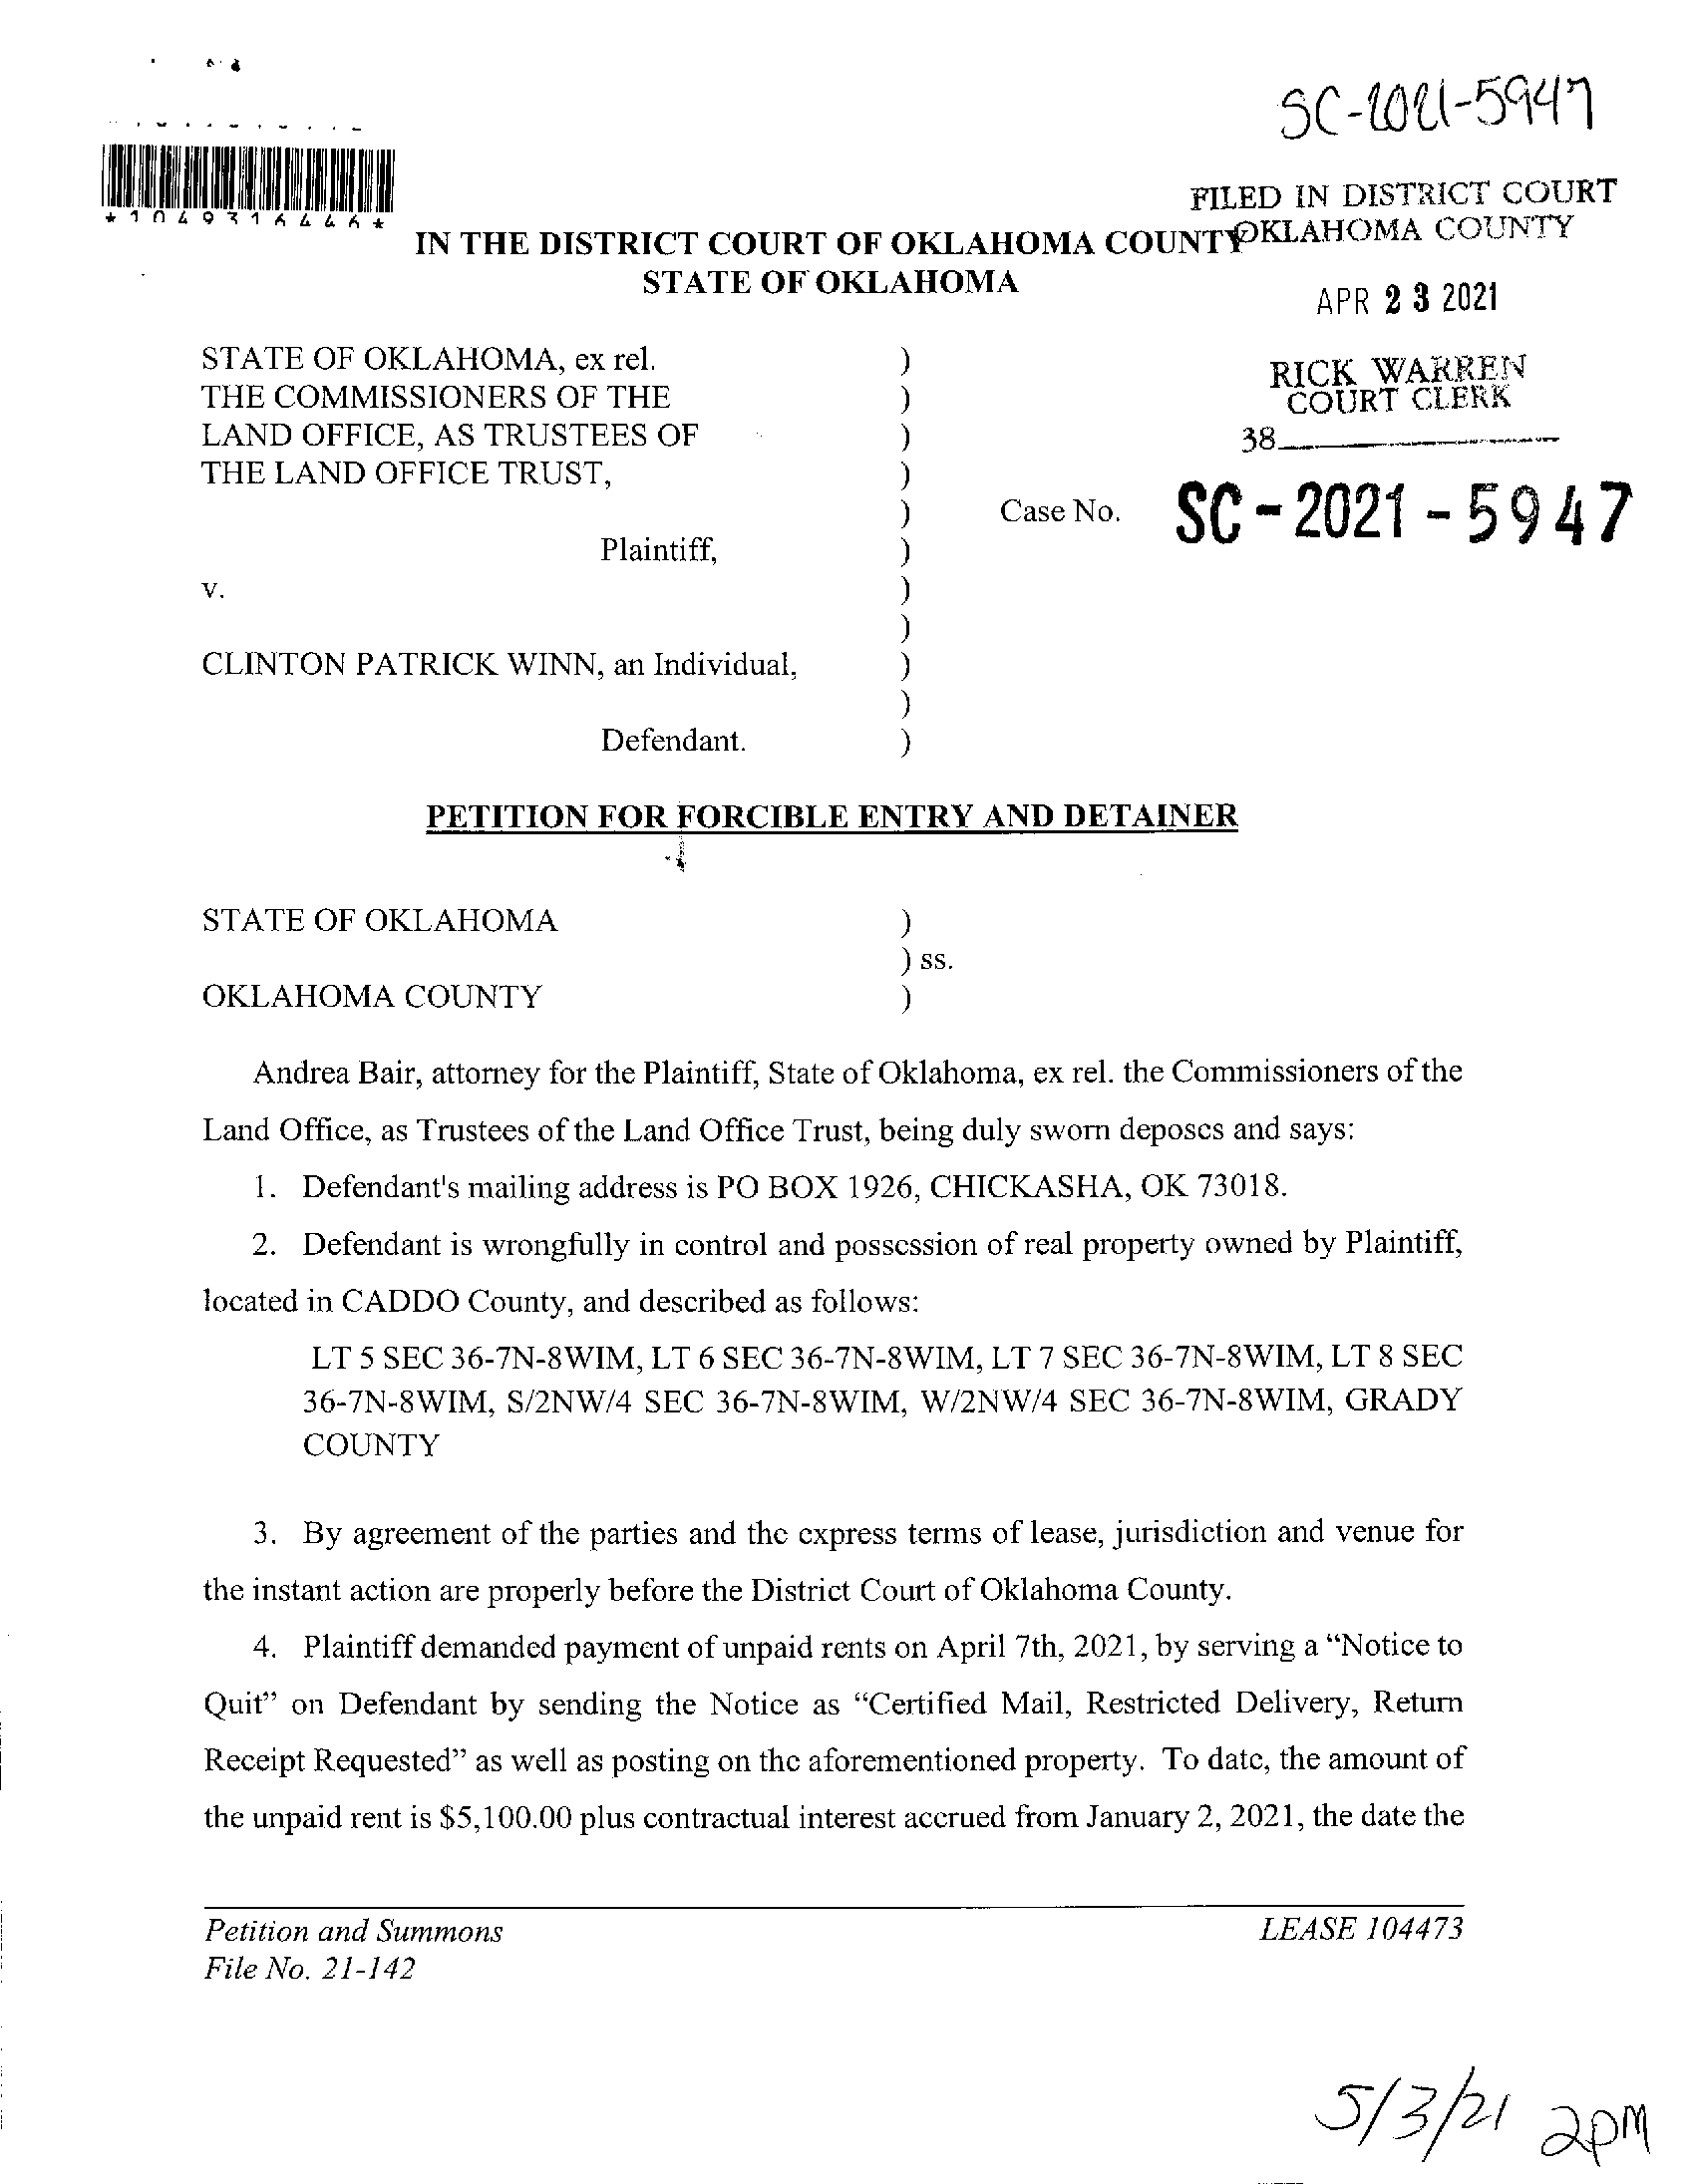 SC-2021-5947
*1049316446*
FILED IN DISTRICT COURT
OKLAHOMA COUNTY
IN THE DISTRICT COURT OF OKLAHOMA COUNTY
STATE OF OKLAHOMA
APR 23 2021
STATE OF OKLAHOMA, ex rel. )
THE COMMISSIONERS OF THE )
LAND OFFICE, AS TRUSTEES OF )
THE LAND OFFICE TRUST, )
RICK WARREN
COURT CLERK
38
) Case No. SC-2021-5947
Plaintiff, )
v. )
)
CLINTON PATRICK WINN, an Individual, )
)
Defendant. )
PETITION FOR FORCIBLE ENTRY AND DETAINER
STATE OF OKLAHOMA )
) ss.
OKLAHOMA COUNTY )
Andrea Bair, attorney for the Plaintiff, State of Oklahoma, ex rel. the Commissioners of the
Land Office, as Trustees of the Land Office Trust, being duly sworn deposes and says:
1. Defendant's mailing address is PO BOX 1926, CHICKASHA, OK 73018.
2. Defendant is wrongfully in control and possession of real property owned by Plaintiff,
located in CADDO County, and described as follows:
LT 5 SEC 36-7N-8WIM, LT 6 SEC 36-7N-8WIM, LT 7 SEC 36-7N-8WIM, LT 8 SEC
36-7N-8WIM, S/2NW/4 SEC 36-7N-8WIM, W/2NW/4 SEC 36-7N-8WIM, GRADY
COUNTY
3. By agreement of the parties and the express terms of lease, jurisdiction and venue for
the instant action are properly before the District Court of Oklahoma County.
4. Plaintiff demanded payment of unpaid rents on April 7th, 2021, by serving a “Notice to
Quit” on Defendant by sending the Notice as “Certified Mail, Restricted Delivery, Return
Receipt Requested” as well as posting on the aforementioned property. To date, the amount of
the unpaid rent is $5,100.00 plus contractual interest accrued from January 2, 2021, the date the
Petition and Summons LEASE 104473
File No. 21-142
5/3/21 2PM